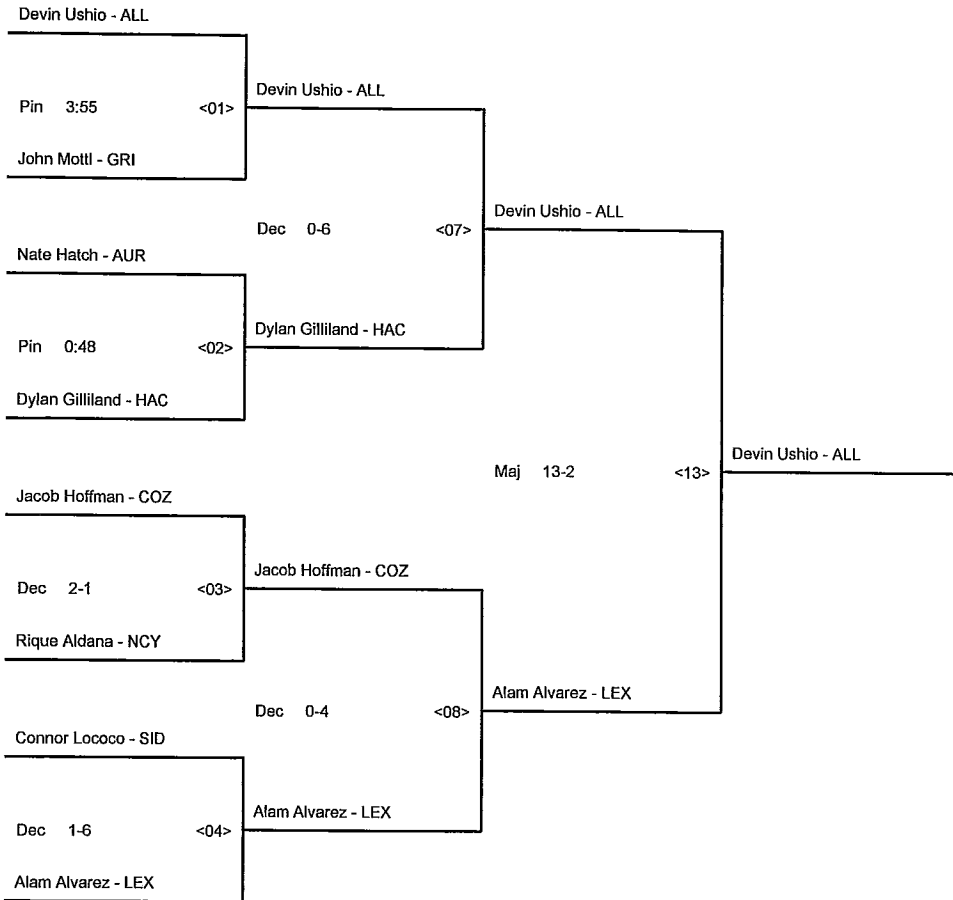 Devin Ushio - ALL
Pin 3:55 <01>
John Mottl - GRI
Nate Hatch - AUR
Pin 0:48 <02>
Dylan Gilliland - HAC
Jacob Hoffman - COZ
Dec 2-1 <03>
Rique Aldana - NCY
Connor Lococo - SID
Dec 1-6 <04>
Alam Alvarez - LEX
Devin Ushio - ALL
Dec 0-6 <07>
Dylan Gilliland - HAC
Jacob Hoffman - COZ
Dec 0-4 <08>
Alam Alvarez - LEX
Devin Ushio - ALL
Maj 13-2 <13>
Alam Alvarez - LEX
Devin Ushio - ALL